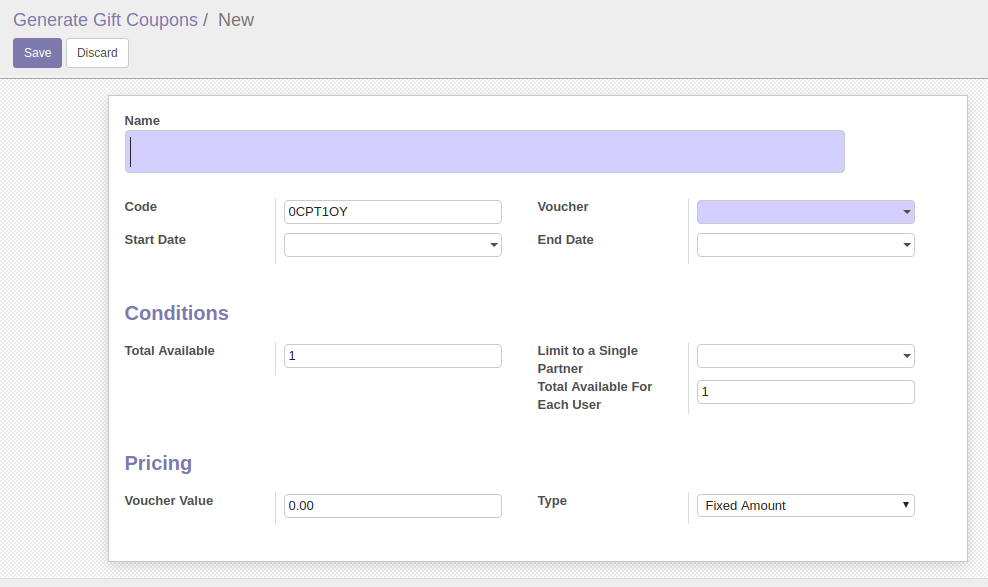 Generate Gift Coupons / New
Save Discard
Name
Code 0CPT1OY Voucher
Start Date End Date
Conditions
Total Available 1 Limit to a Single
Partner
Total Available For 1
Each User
Pricing
Voucher Value 0.00 Type Fixed Amount